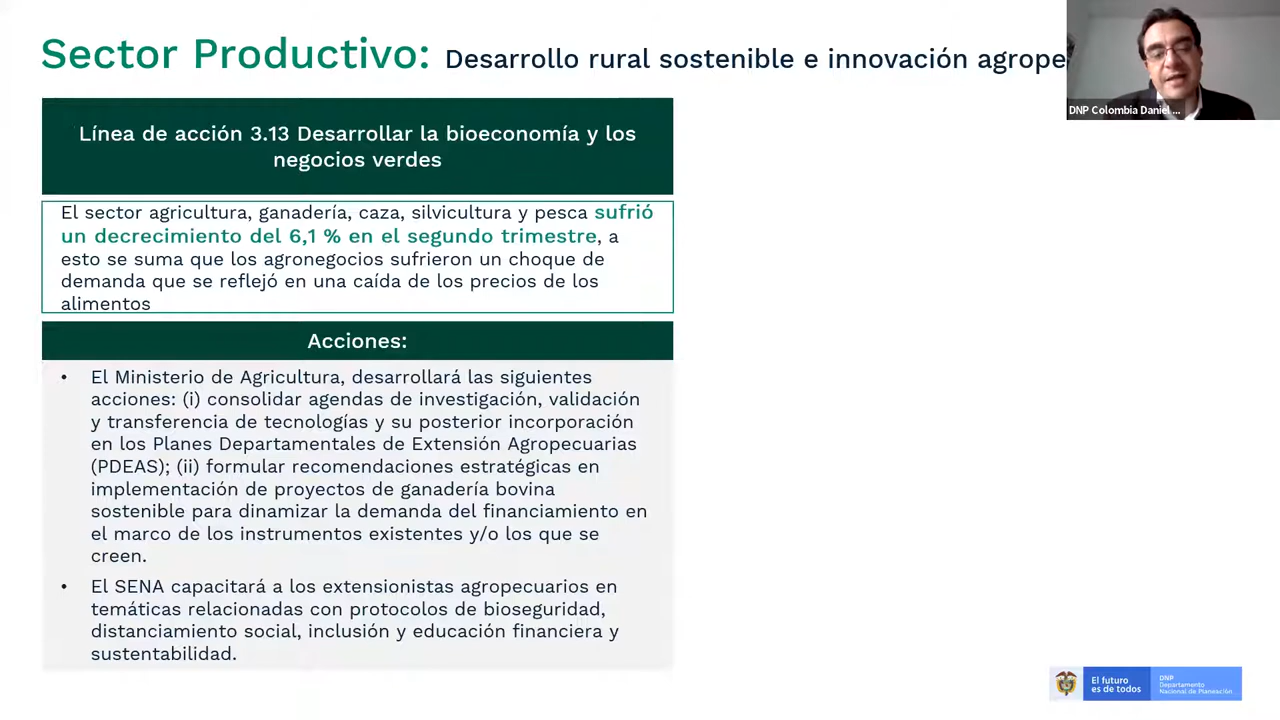 Sector Productivo: Desarrollo rural sostenible e innovación agrope
DNP Colombia Daniel ...
Línea de acción 3.13 Desarrollar la bioeconomía y los
negocios verdes
El sector agricultura, ganadería, caza, silvicultura y pesca sufrió
un decrecimiento del 6,1 % en el segundo trimestre, a
esto se suma que los agronegocios sufrieron un choque de
demanda que se reflejó en una caída de los precios de los
alimentos
Acciones:
• El Ministerio de Agricultura, desarrollará las siguientes
acciones: (i) consolidar agendas de investigación, validación
y transferencia de tecnologías y su posterior incorporación
en los Planes Departamentales de Extensión Agropecuarias
(PDEAS); (ii) formular recomendaciones estratégicas en
implementación de proyectos de ganadería bovina
sostenible para dinamizar la demanda del financiamiento en
el marco de los instrumentos existentes y/o los que se
creen.
• El SENA capacitará a los extensionistas agropecuarios en
temáticas relacionadas con protocolos de bioseguridad,
distanciamiento social, inclusión y educación financiera y
sustentabilidad.
El futuro
es de todos
DNP
Departamento
Nacional de Planeación